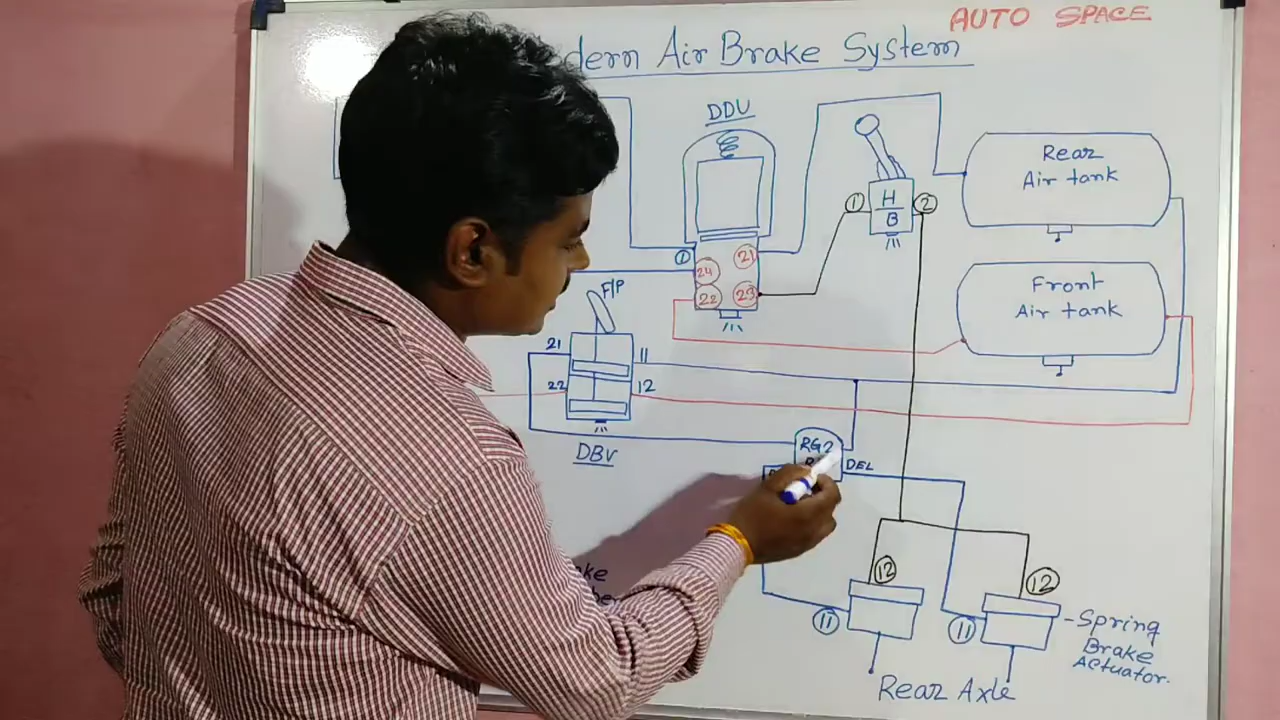 AUTO SPACE
dern Air Brake System
DDU
Rear
Air tank
1
H
B
2
1
24
21
22
23
Front
Air tank
F/P
21
11
22
12
DBV
RG2
DEL
12
12
11
11
Spring
Brake
Actuator.
Rear Axle